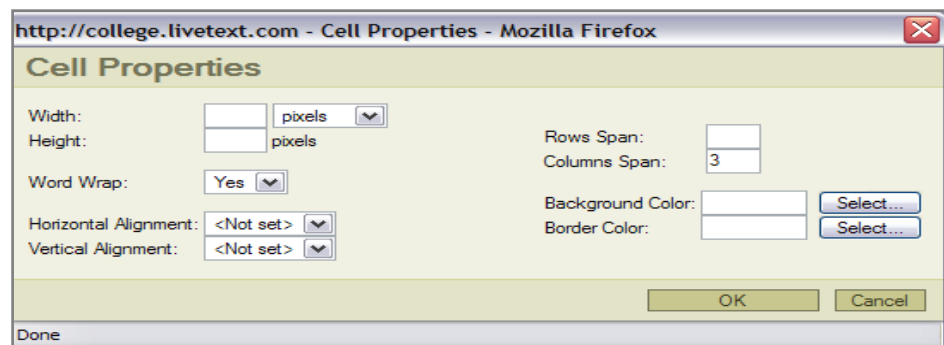 http://college.livetext.com - Cell Properties - Mozilla Firefox
Cell Properties
Width: pixels
Height: pixels
Word Wrap: Yes
Horizontal Alignment: <Not set>
Vertical Alignment: <Not set>
Rows Span:
Columns Span: 3
Background Color: Select...
Border Color: Select...
OK Cancel
Done